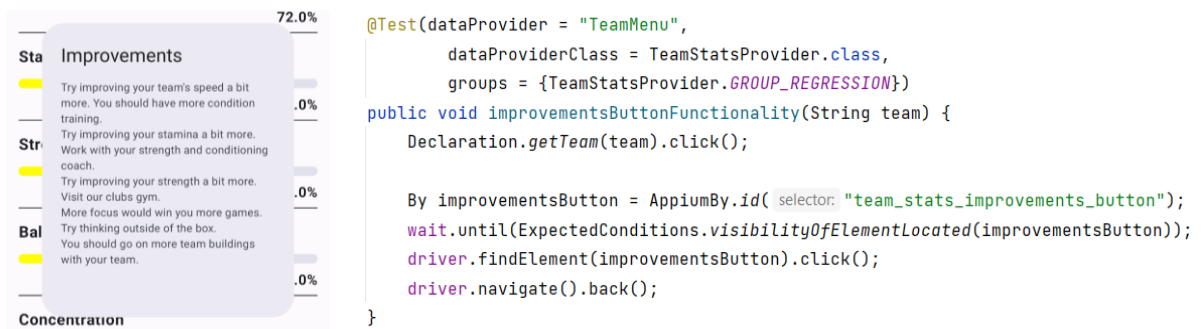 72.0%
Improvements
Sta
Try improving your team's speed a bit
more. You should have more condition
training.
.0%
Try improving your stamina a bit more.
Str
Work with your strength and conditioning
coach.
Try improving your strength a bit more.
.0%
Visit our clubs gym.
More focus would win you more games.
Try thinking outside of the box.
Bal
You should go on more team buildings
with your team.
.0%
Concentration
@Test(dataProvider = "TeamMenu",
dataProviderClass = TeamStatsProvider.class,
groups = {TeamStatsProvider.GROUP_REGRESSION})
public void improvementsButtonFunctionality(String team) {
Declaration.getTeam(team).click();
By improvementsButton = AppiumBy.id( selector: "team_stats_improvements_button");
wait.until(ExpectedConditions.visibilityOfElementLocated(improvementsButton));
driver.findElement(improvementsButton).click();
driver.navigate().back();
}